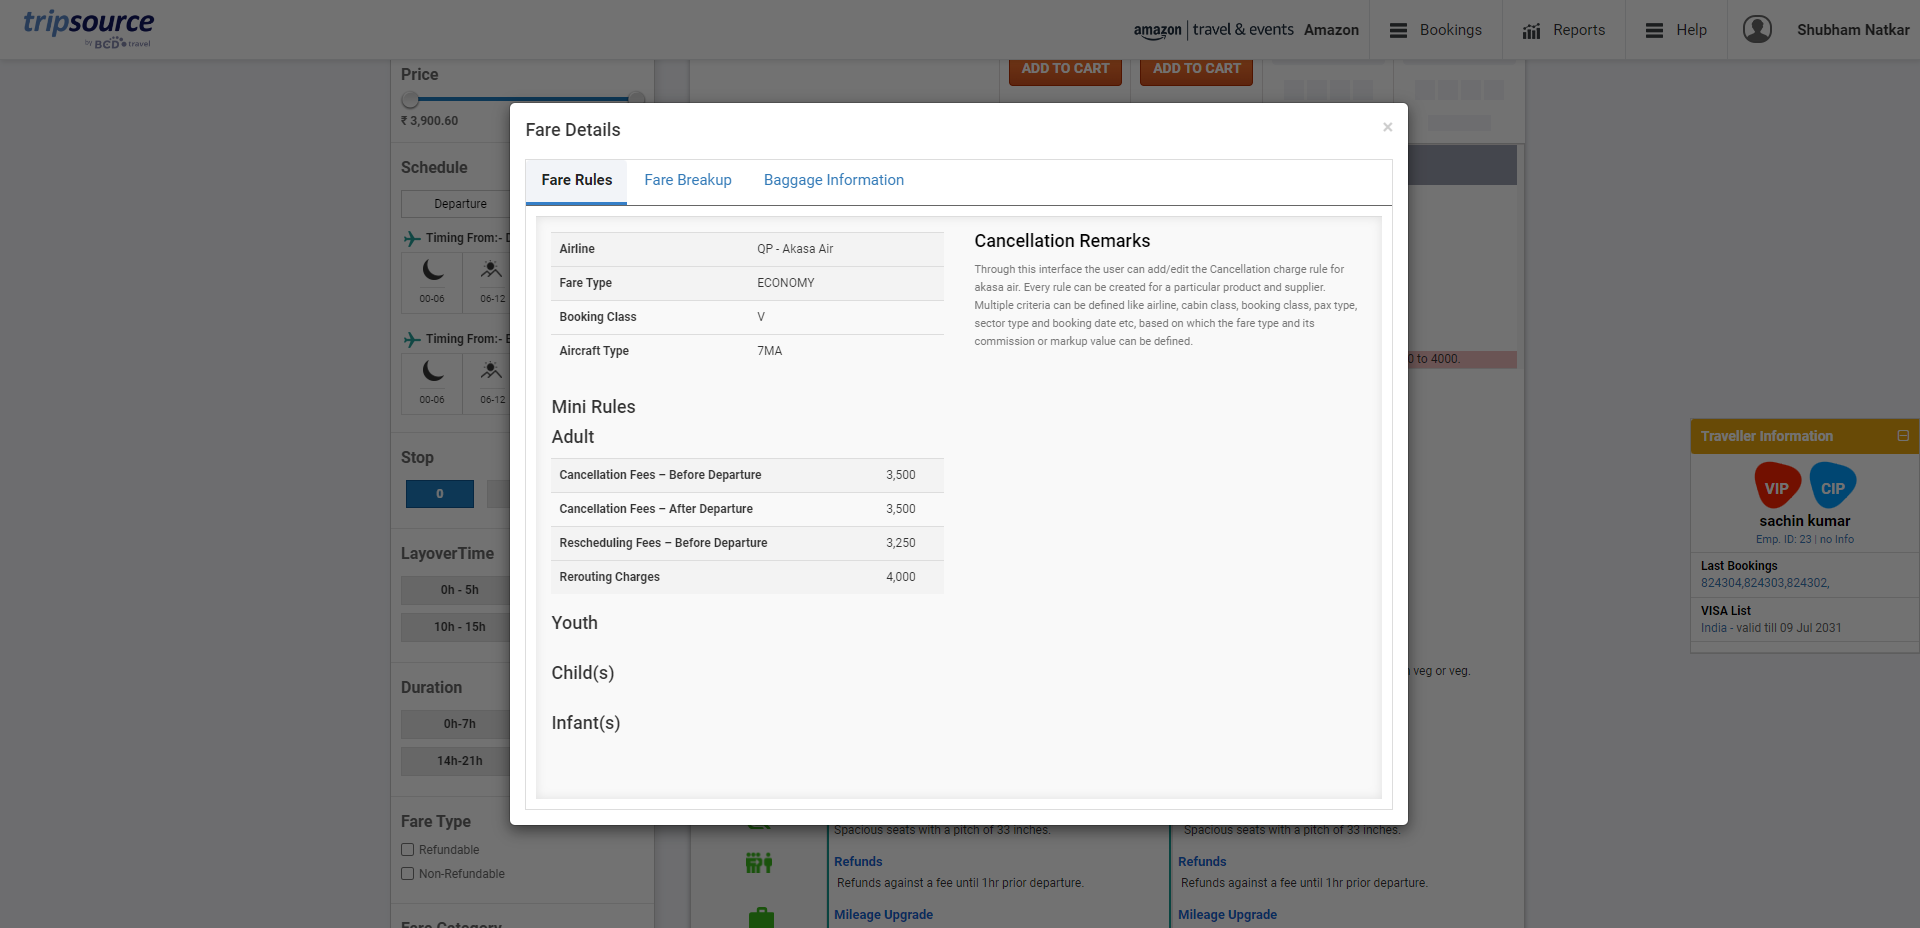 tripsource
by BCD travel
amazon | travel & events Amazon
Bookings
Reports
Help
Shubham Natkar
Price
₹ 3,900.60
Schedule
Departure
Timing From:-
00-06
06-12
Timing From:-
00-06
06-12
Stop
0
LayoverTime
0h - 5h
10h - 15h
Duration
0h-7h
14h-21h
Fare Type
Refundable
Non-Refundable
Fare Category
ADD TO CART
ADD TO CART
Fare Details
×
Fare Rules
Fare Breakup
Baggage Information
Airline QP - Akasa Air
Fare Type ECONOMY
Booking Class V
Aircraft Type 7MA
Mini Rules
Adult
Cancellation Fees – Before Departure 3,500
Cancellation Fees – After Departure 3,500
Rescheduling Fees – Before Departure 3,250
Rerouting Charges 4,000
Youth
Child(s)
Infant(s)
Cancellation Remarks
Through this interface the user can add/edit the Cancellation charge rule for
akasa air. Every rule can be created for a particular product and supplier.
Multiple criteria can be defined like airline, cabin class, booking class, pax type,
sector type and booking date etc, based on which the fare type and its
commission or markup value can be defined.
0 to 4000.
veg or veg.
Spacious seats with a pitch of 33 inches.
Spacious seats with a pitch of 33 inches.
Refunds
Refunds
Refunds against a fee until 1hr prior departure.
Refunds against a fee until 1hr prior departure.
Mileage Upgrade
Mileage Upgrade
Traveller Information
VIP
CIP
sachin kumar
Emp. ID: 23 | no Info
Last Bookings
824304,824303,824302,
VISA List
India - valid till 09 Jul 2031